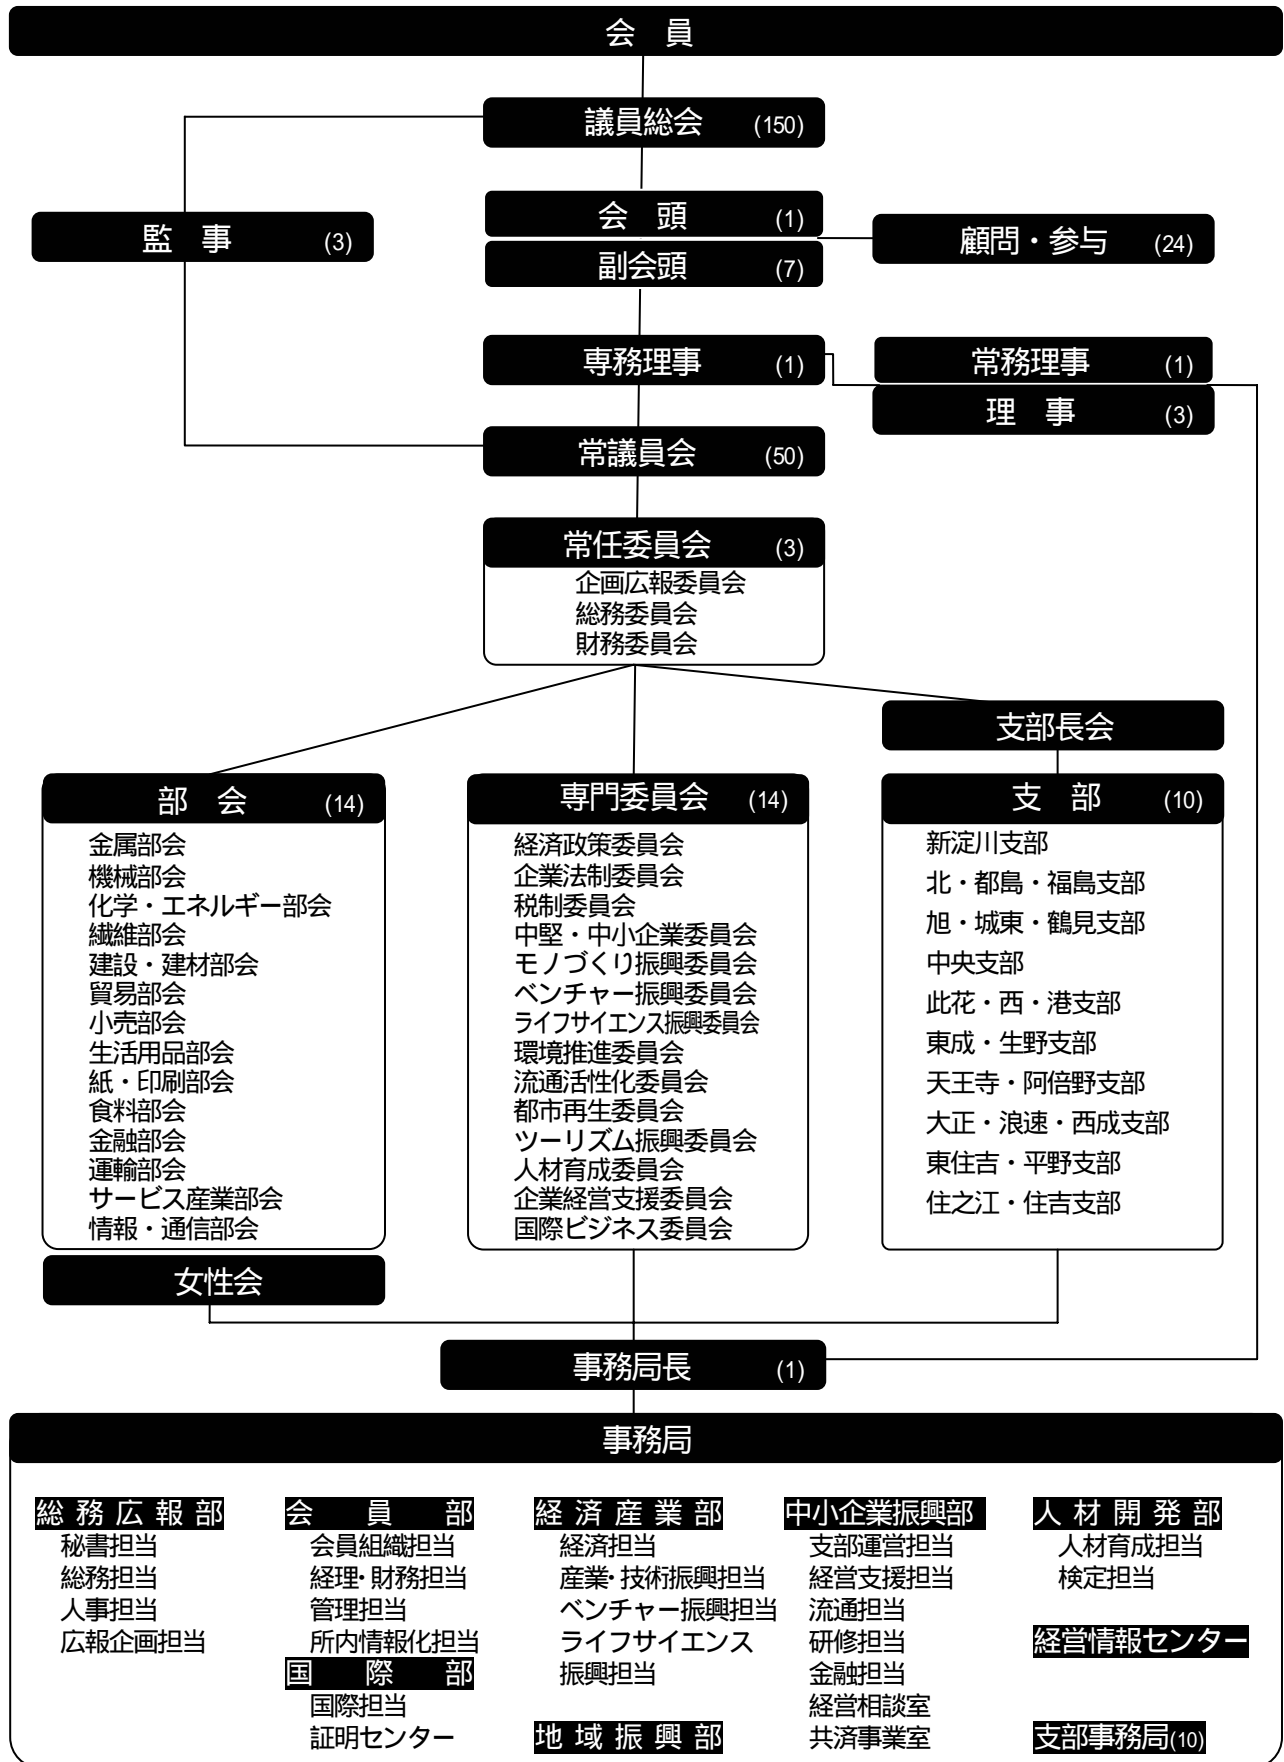 会 員
議員総会 (150)
会 頭 (1)
副会頭 (7)
監 事 (3)
顧問・参与 (24)
専務理事 (1)
常務理事 (1)
理 事 (3)
常議員会 (50)
常任委員会 (3)
企画広報委員会
総務委員会
財務委員会
支部長会
部 会 (14)
金属部会
機械部会
化学・エネルギー部会
繊維部会
建設・建材部会
貿易部会
小売部会
生活用品部会
紙・印刷部会
食料部会
金融部会
運輸部会
サービス産業部会
情報・通信部会
女性会
専門委員会 (14)
経済政策委員会
企業法制委員会
税制委員会
中堅・中小企業委員会
モノづくり振興委員会
ベンチャー振興委員会
ライフサイエンス振興委員会
環境推進委員会
流通活性化委員会
都市再生委員会
ツーリズム振興委員会
人材育成委員会
企業経営支援委員会
国際ビジネス委員会
支 部 (10)
新淀川支部
北・都島・福島支部
旭・城東・鶴見支部
中央支部
此花・西・港支部
東成・生野支部
天王寺・阿倍野支部
大正・浪速・西成支部
東住吉・平野支部
住之江・住吉支部
事務局長 (1)
事務局
総務広報部
秘書担当
総務担当
人事担当
広報企画担当
会員部
会員組織担当
経理・財務担当
管理担当
所内情報化担当
国際部
国際担当
証明センター
経済産業部
経済担当
産業・技術振興担当
ベンチャー振興担当
ライフサイエンス
振興担当
地域振興部
中小企業振興部
支部運営担当
経営支援担当
流通担当
研修担当
金融担当
経営相談室
共済事業室
人材開発部
人材育成担当
検定担当
経営情報センター
支部事務局(10)